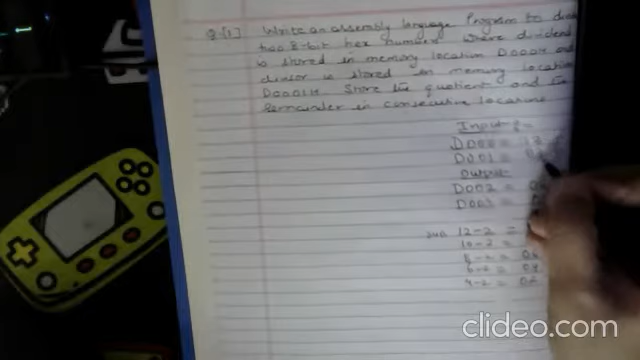 Q.[1] Write an assembly language Program to
two 8-bit hex numbers where dividend
is stored in memory location D000H and
divisor is stored in memory location
D0001H. Store the quotient and the
Remainder in consecutive locations
Input :-
D000 = 12
D001 =
Output
D002 =
D003 =
12-2 =
10-2 =
8-2 = 06
6-2 = 04
4-2 = 02
clideo.com